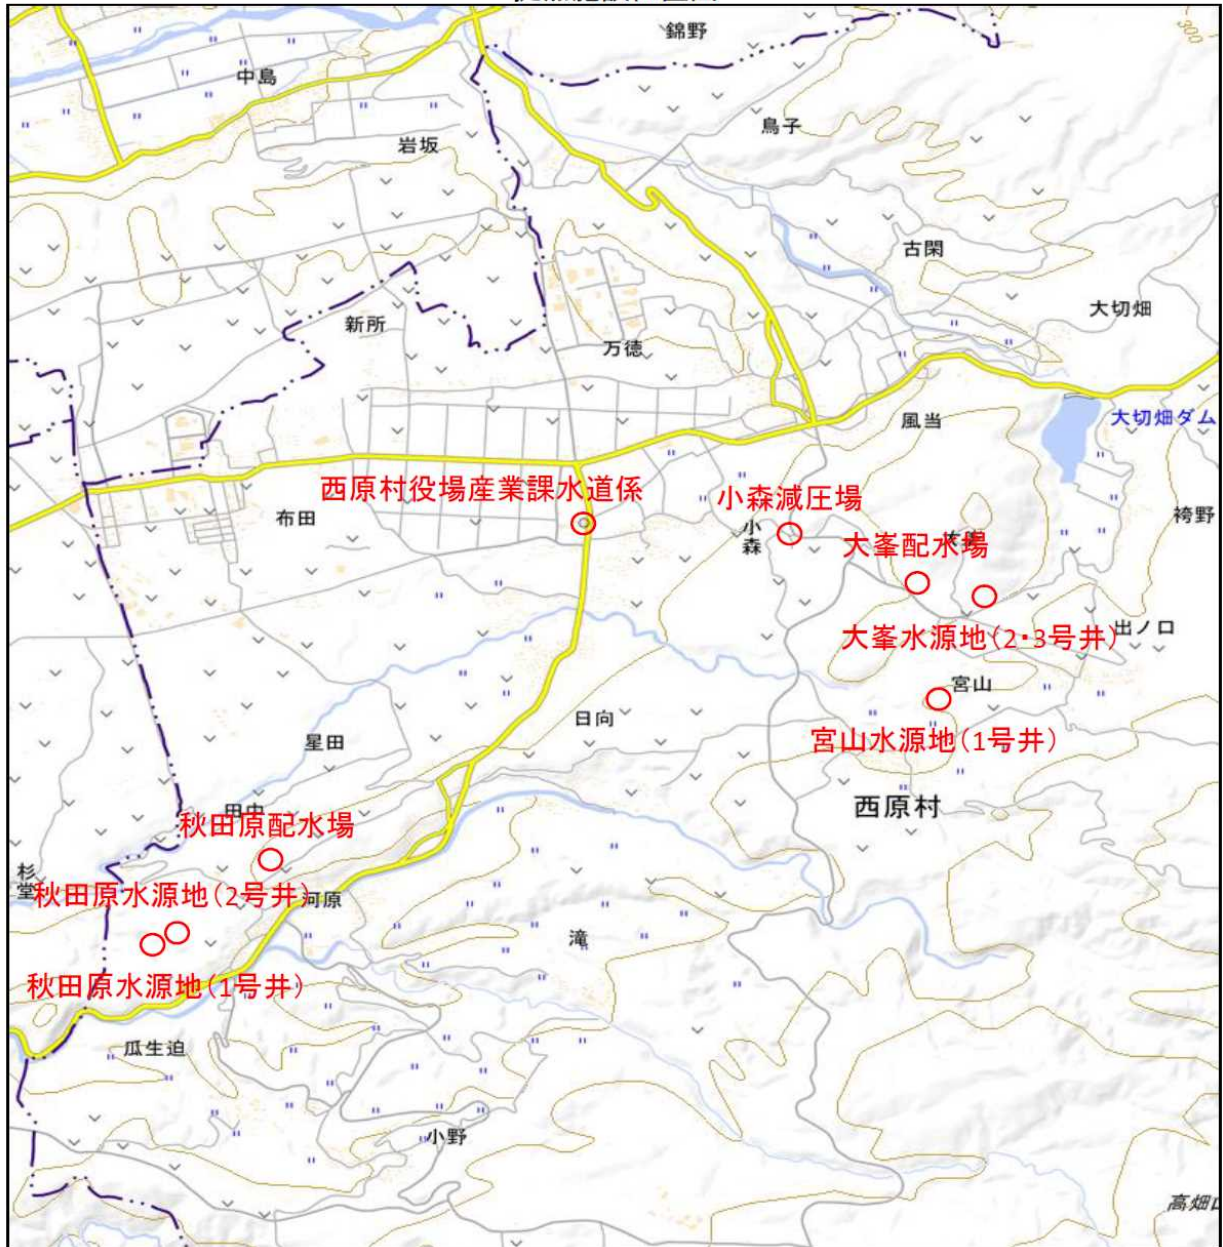 錦野
300
中島
鳥子
岩坂
古閑
大切畑
新所
万徳
風当
大切畑ダム
西原村役場産業課水道係
小森減圧場
布田
小森
袴野
大峯配水場
出ノ口
大峯水源地(2・3号井)
宮山
日向
星田
宮山水源地(1号井)
西原村
田中
秋田原配水場
杉堂
秋田原水源地(2号井)
河原
滝
秋田原水源地(1号井)
瓜生迫
小野